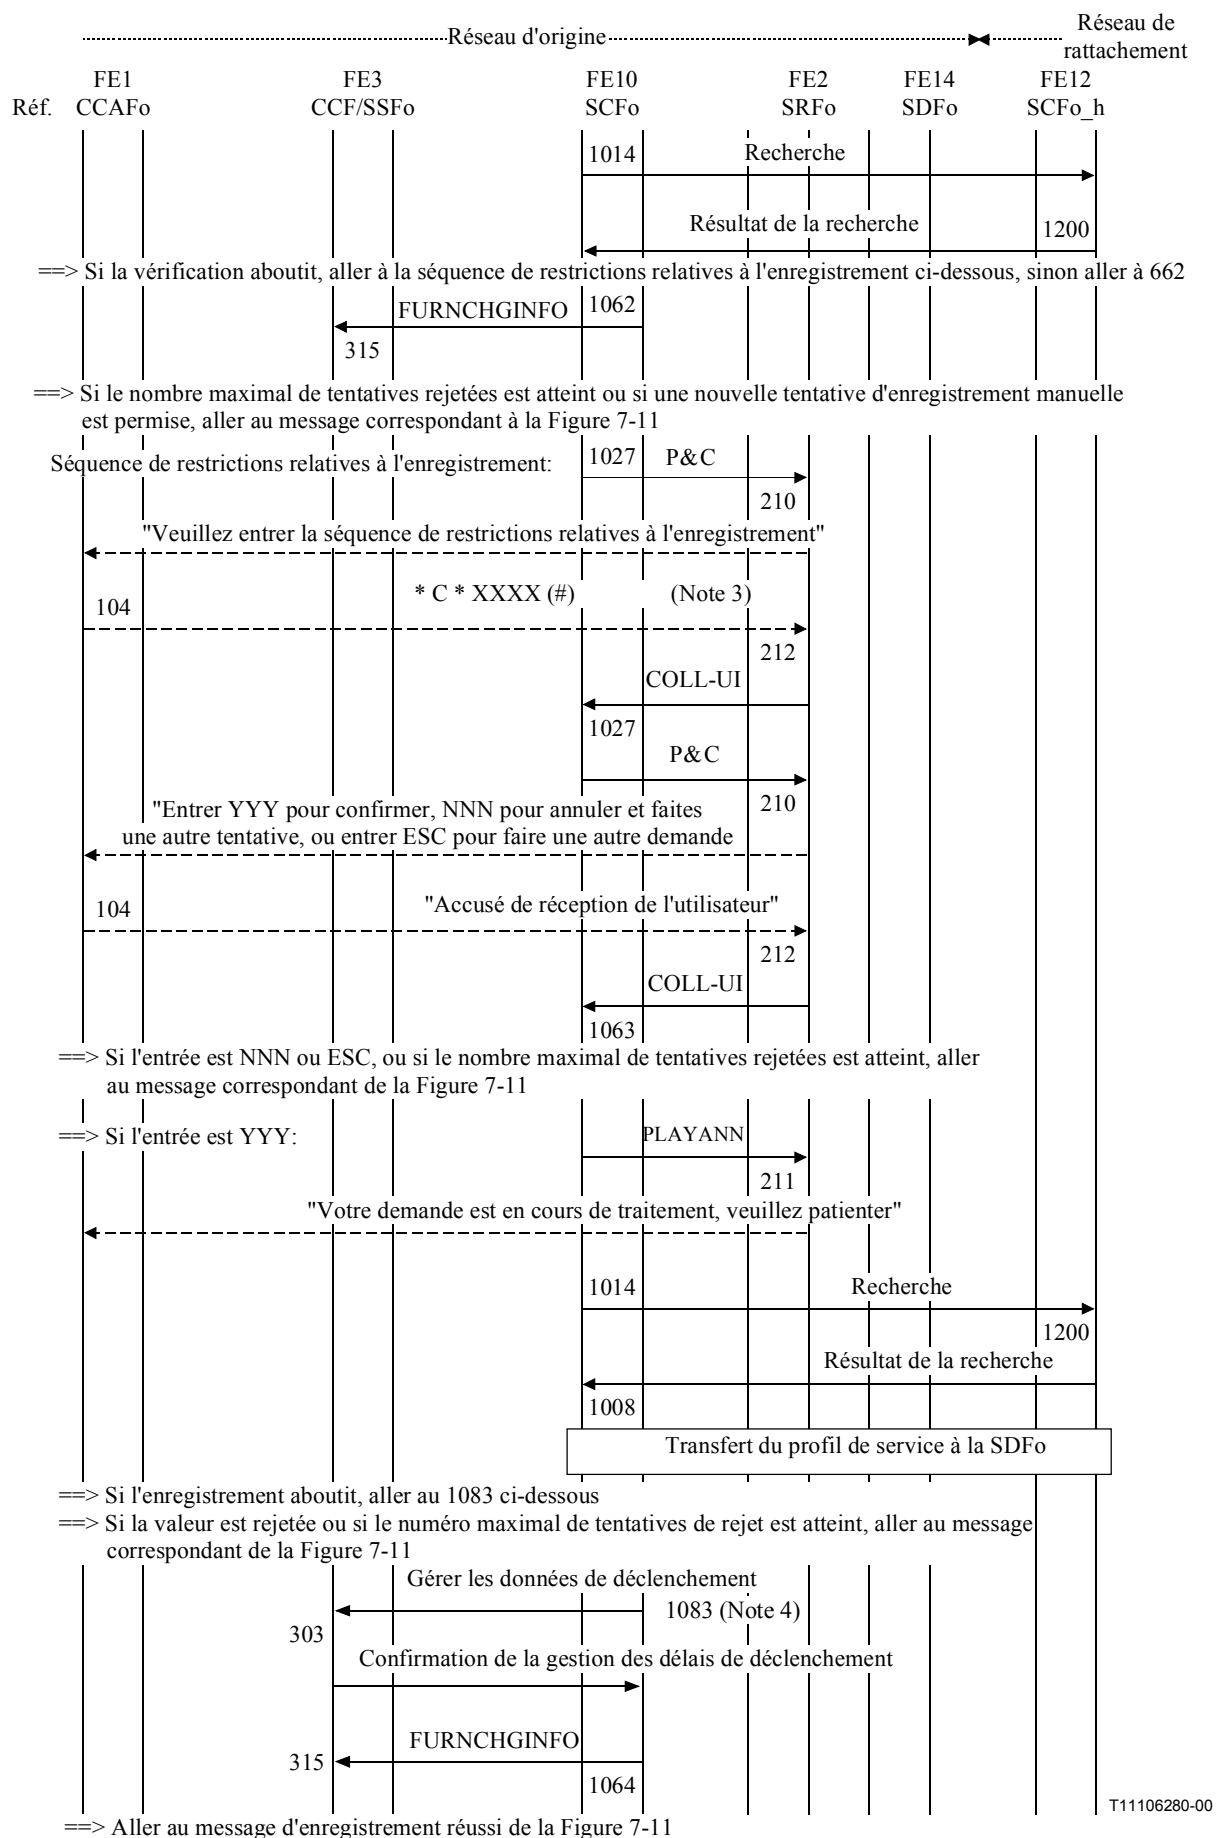 Réseau d'origine
Réseau de
rattachement
FE1 FE3 FE10 FE2 FE14 FE12
Réf. CCAFo CCF/SSFo SCFo SRFo SDFo SCFo_h
1014 Recherche
Résultat de la recherche 1200
==> Si la vérification aboutit, aller à la séquence de restrictions relatives à l'enregistrement ci-dessous, sinon aller à 662
FURNCHGINFO 1062
315
==> Si le nombre maximal de tentatives rejetées est atteint ou si une nouvelle tentative d'enregistrement manuelle
est permise, aller au message correspondant à la Figure 7-11
Séquence de restrictions relatives à l'enregistrement: 1027 P&C
210
"Veuillez entrer la séquence de restrictions relatives à l'enregistrement"
104 * C * XXXX (#) (Note 3)
212
COLL-UI
1027
P&C
210
"Entrer YYY pour confirmer, NNN pour annuler et faites
une autre tentative, ou entrer ESC pour faire une autre demande
104 "Accusé de réception de l'utilisateur"
212
COLL-UI
1063
==> Si l'entrée est NNN ou ESC, ou si le nombre maximal de tentatives rejetées est atteint, aller
au message correspondant de la Figure 7-11
==> Si l'entrée est YYY: PLAYANN
211
"Votre demande est en cours de traitement, veuillez patienter"
1014 Recherche
1200
Résultat de la recherche
1008
Transfert du profil de service à la SDFo
==> Si l'enregistrement aboutit, aller au 1083 ci-dessous
==> Si la valeur est rejetée ou si le numéro maximal de tentatives de rejet est atteint, aller au message
correspondant de la Figure 7-11
Gérer les données de déclenchement
1083 (Note 4)
303
Confirmation de la gestion des délais de déclenchement
FURNCHGINFO
315
1064
T11106280-00
==> Aller au message d'enregistrement réussi de la Figure 7-11